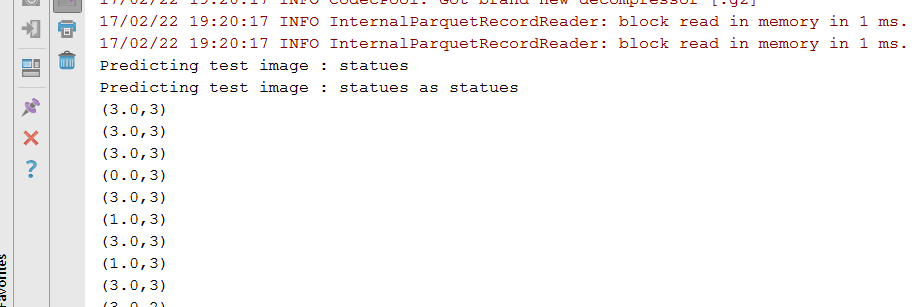 17/02/22 19:20:17 INFO CodecPool: Got brand new decompressor [.gz]
17/02/22 19:20:17 INFO InternalParquetRecordReader: block read in memory in 1 ms.
17/02/22 19:20:17 INFO InternalParquetRecordReader: block read in memory in 1 ms.
Predicting test image : statues
Predicting test image : statues as statues
(3.0,3)
(3.0,3)
(3.0,3)
(0.0,3)
(3.0,3)
(1.0,3)
(3.0,3)
(1.0,3)
(3.0,3)
avorites